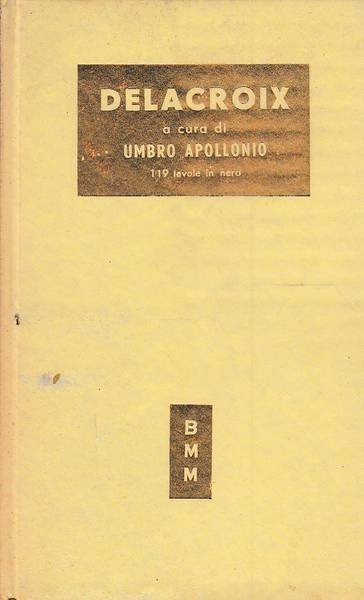 DELACROIX
a cura di
UMBRO APOLLONIO
119 tavole in nero
B
M
M